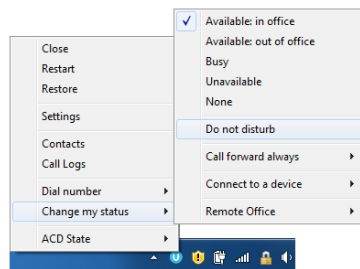 Close
Restart
Restore
Settings
Contacts
Call Logs
Dial number
Change my status
ACD State
Available: in office
Available: out of office
Busy
Unavailable
None
Do not disturb
Call forward always
Connect to a device
Remote Office